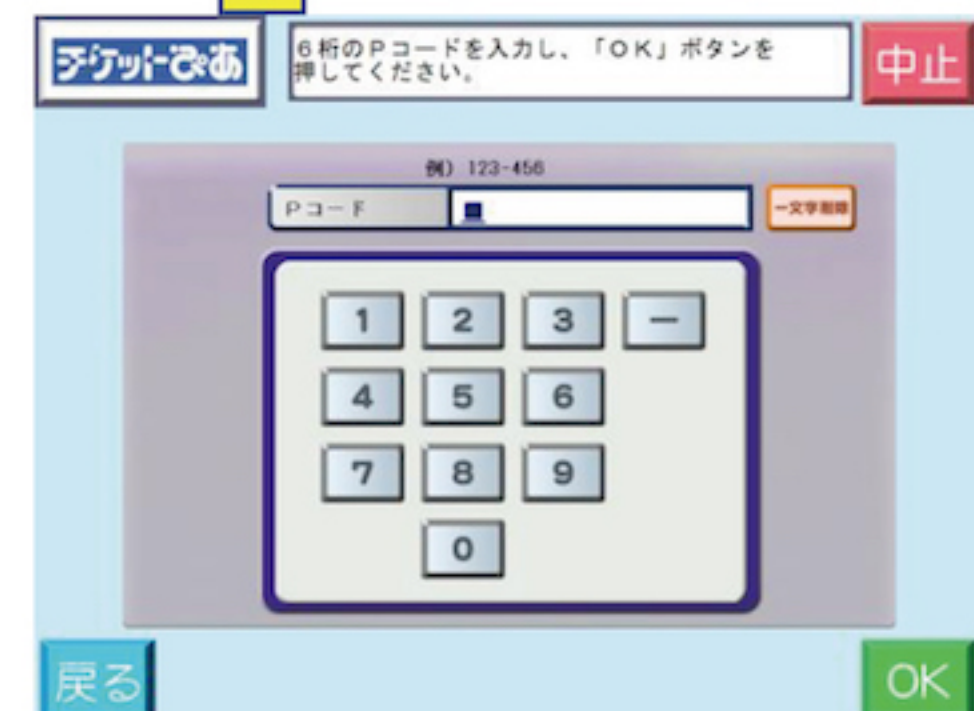 チケットぴあ
6桁のPコードを入力し、「OK」ボタンを
押してください。
中止
例) 123-456
Pコード
一文字削除
1 2 3 ー
4 5 6
7 8 9
0
戻る
OK